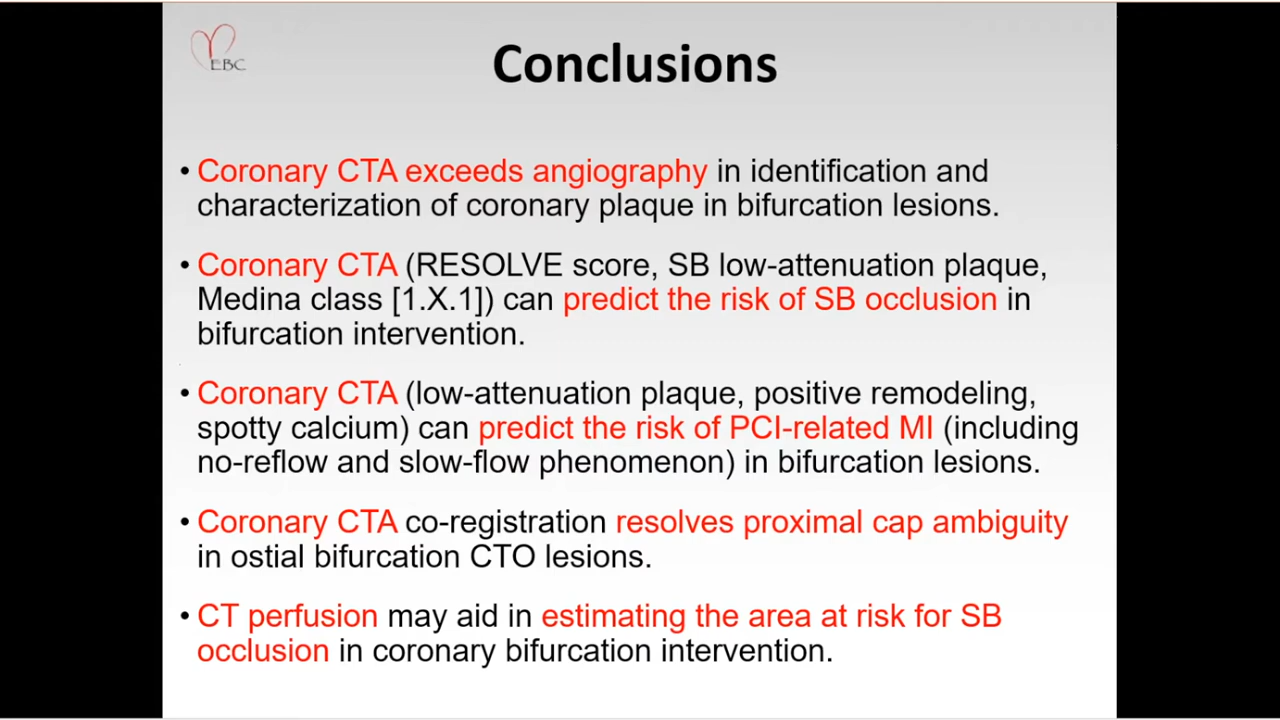 EBC
Conclusions
• Coronary CTA exceeds angiography in identification and
characterization of coronary plaque in bifurcation lesions.
• Coronary CTA (RESOLVE score, SB low-attenuation plaque,
Medina class [1.X.1]) can predict the risk of SB occlusion in
bifurcation intervention.
• Coronary CTA (low-attenuation plaque, positive remodeling,
spotty calcium) can predict the risk of PCI-related MI (including
no-reflow and slow-flow phenomenon) in bifurcation lesions.
• Coronary CTA co-registration resolves proximal cap ambiguity
in ostial bifurcation CTO lesions.
• CT perfusion may aid in estimating the area at risk for SB
occlusion in coronary bifurcation intervention.